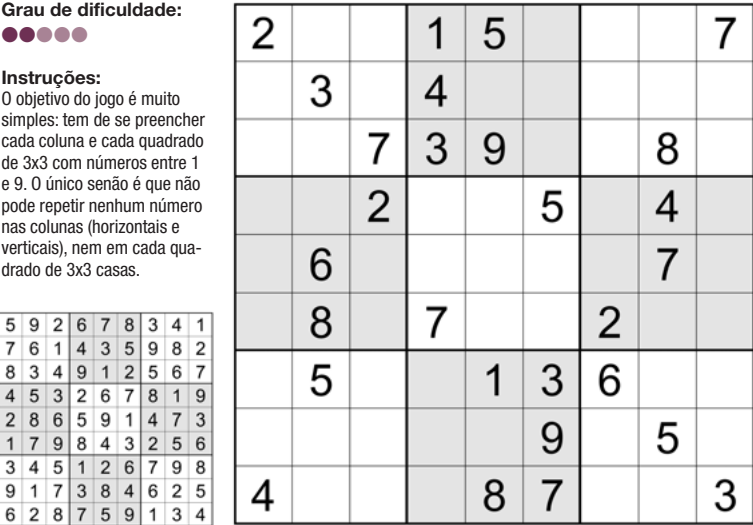 Grau de dificuldade:
Instruções:
O objetivo do jogo é muito
simples: tem de se preencher
cada coluna e cada quadrado
de 3x3 com números entre 1
e 9. O único senão é que não
pode repetir nenhum número
nas colunas (horizontais e
verticais), nem em cada qua-
drado de 3x3 casas.
5 9 2 6 7 8 3 4 1
7 6 1 4 3 5 9 8 2
8 3 4 9 1 2 5 6 7
4 5 3 2 6 7 8 1 9
2 8 6 5 9 1 4 7 3
1 7 9 8 4 3 2 5 6
3 4 5 1 2 6 7 9 8
9 1 7 3 8 4 6 2 5
6 2 8 7 5 9 1 3 4
2 1 5 7
3 4
7 3 9 8
2 5 4
6 7
8 7 2
5 1 3 6
9 5
4 8 7 3